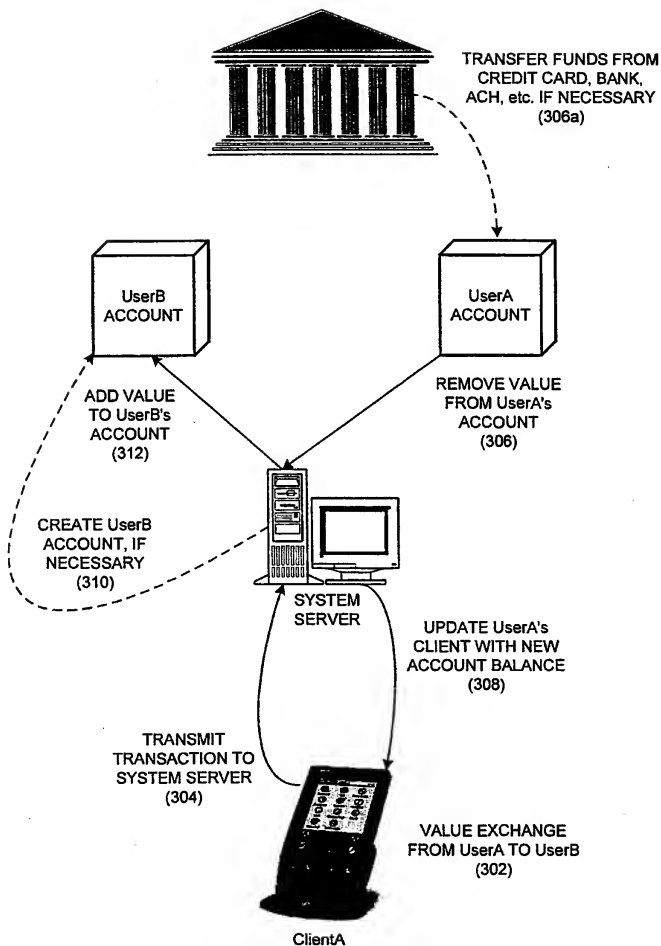 TRANSFER FUNDS FROM
CREDIT CARD, BANK,
ACH, etc. IF NECESSARY
(306a)
UserB
ACCOUNT
UserA
ACCOUNT
ADD VALUE
TO UserB's
ACCOUNT
(312)
REMOVE VALUE
FROM UserA's
ACCOUNT
(306)
CREATE UserB
ACCOUNT, IF
NECESSARY
(310)
SYSTEM
SERVER
UPDATE UserA's
CLIENT WITH NEW
ACCOUNT BALANCE
(308)
TRANSMIT
TRANSACTION TO
SYSTEM SERVER
(304)
VALUE EXCHANGE
FROM UserA TO UserB
(302)
ClientA